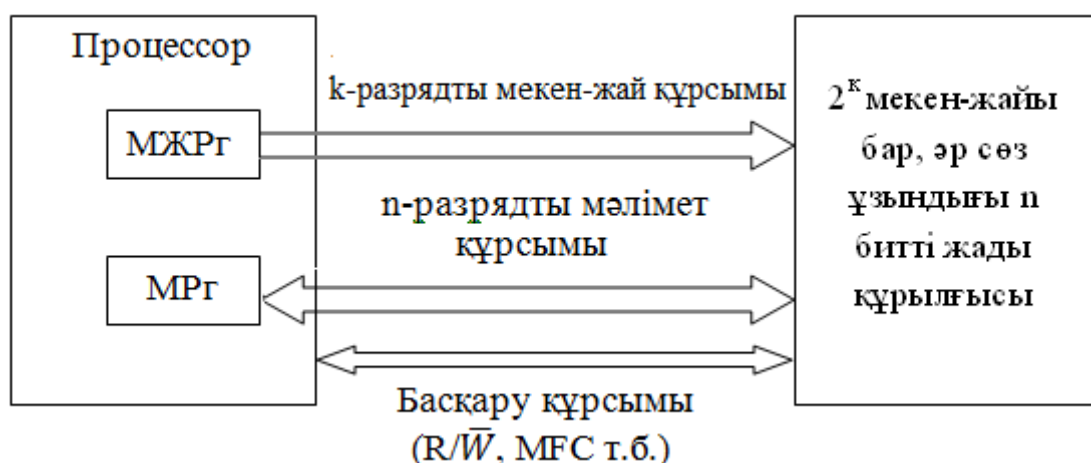 Процессор
k-разрядты мекен-жай құрсымы
МЖРг
n-разрядты мәлімет
құрсымы
МРг
Басқару құрсымы
(R/W̅, MFC т.б.)
2ᴷ мекен-жайы
бар, әр сөз
ұзындығы n
битті жады
құрылғысы